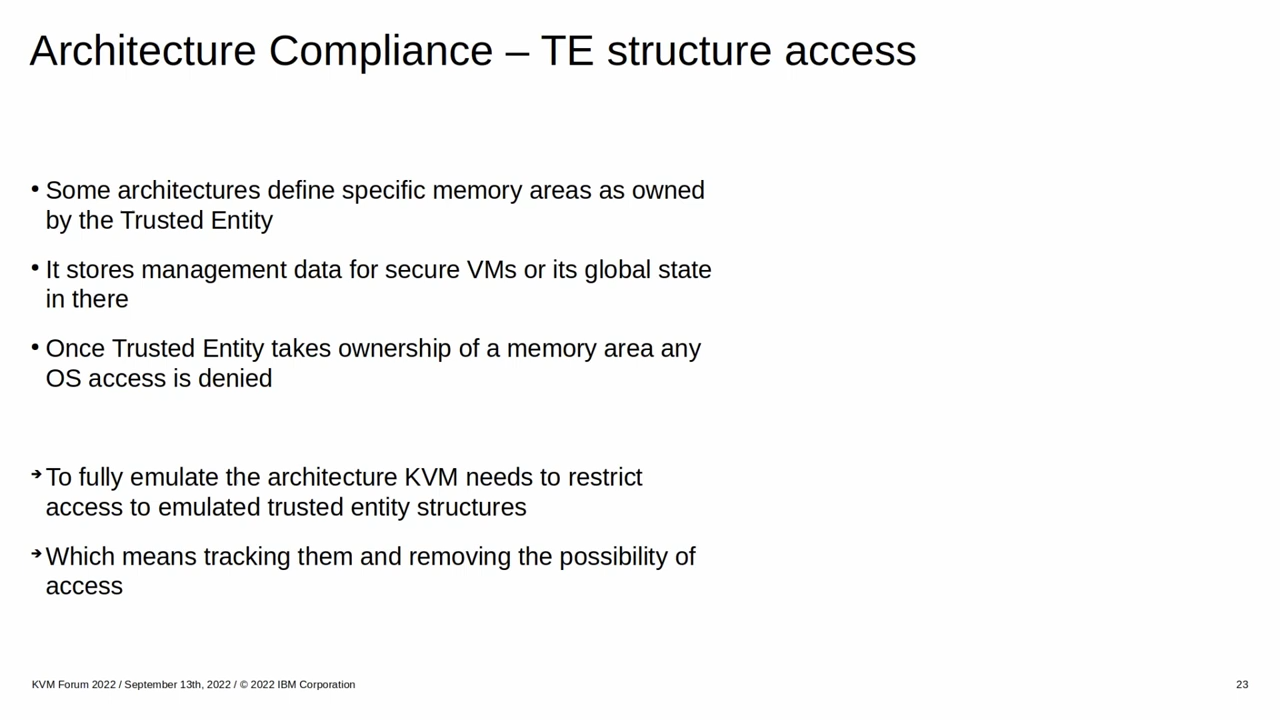 Architecture Compliance – TE structure access
• Some architectures define specific memory areas as owned
by the Trusted Entity
• It stores management data for secure VMs or its global state
in there
• Once Trusted Entity takes ownership of a memory area any
OS access is denied
➔ To fully emulate the architecture KVM needs to restrict
access to emulated trusted entity structures
➔ Which means tracking them and removing the possibility of
access
KVM Forum 2022 / September 13th, 2022 / © 2022 IBM Corporation
23